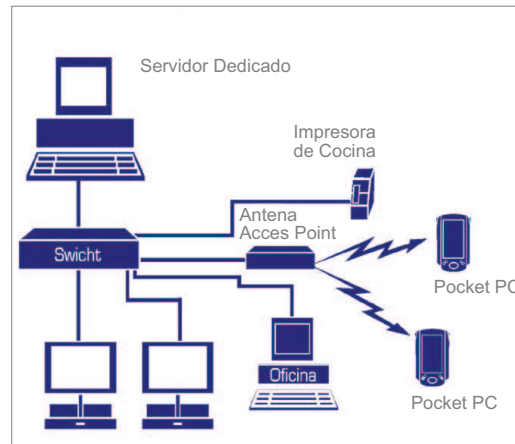 Servidor Dedicado
Impresora
de Cocina
Antena
Acces Point
Swicht
Pocket PC
Oficina
Pocket PC